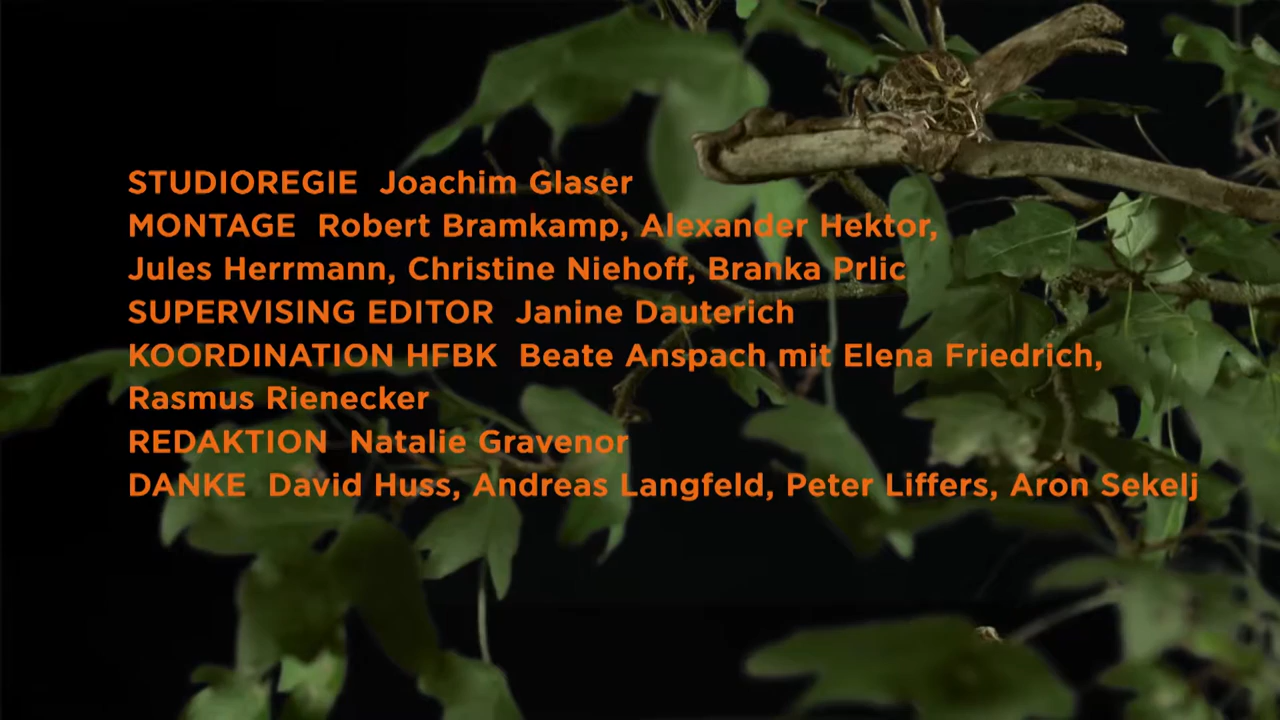 STUDIOREGIE Joachim Glaser
MONTAGE Robert Bramkamp, Alexander Hektor,
Jules Herrmann, Christine Niehoff, Branka Prlic
SUPERVISING EDITOR Janine Dauterich
KOORDINATION HFBK Beate Anspach mit Elena Friedrich,
Rasmus Rienecker
REDAKTION Natalie Gravenor
DANKE David Huss, Andreas Langfeld, Peter Liffers, Aron Sekelj